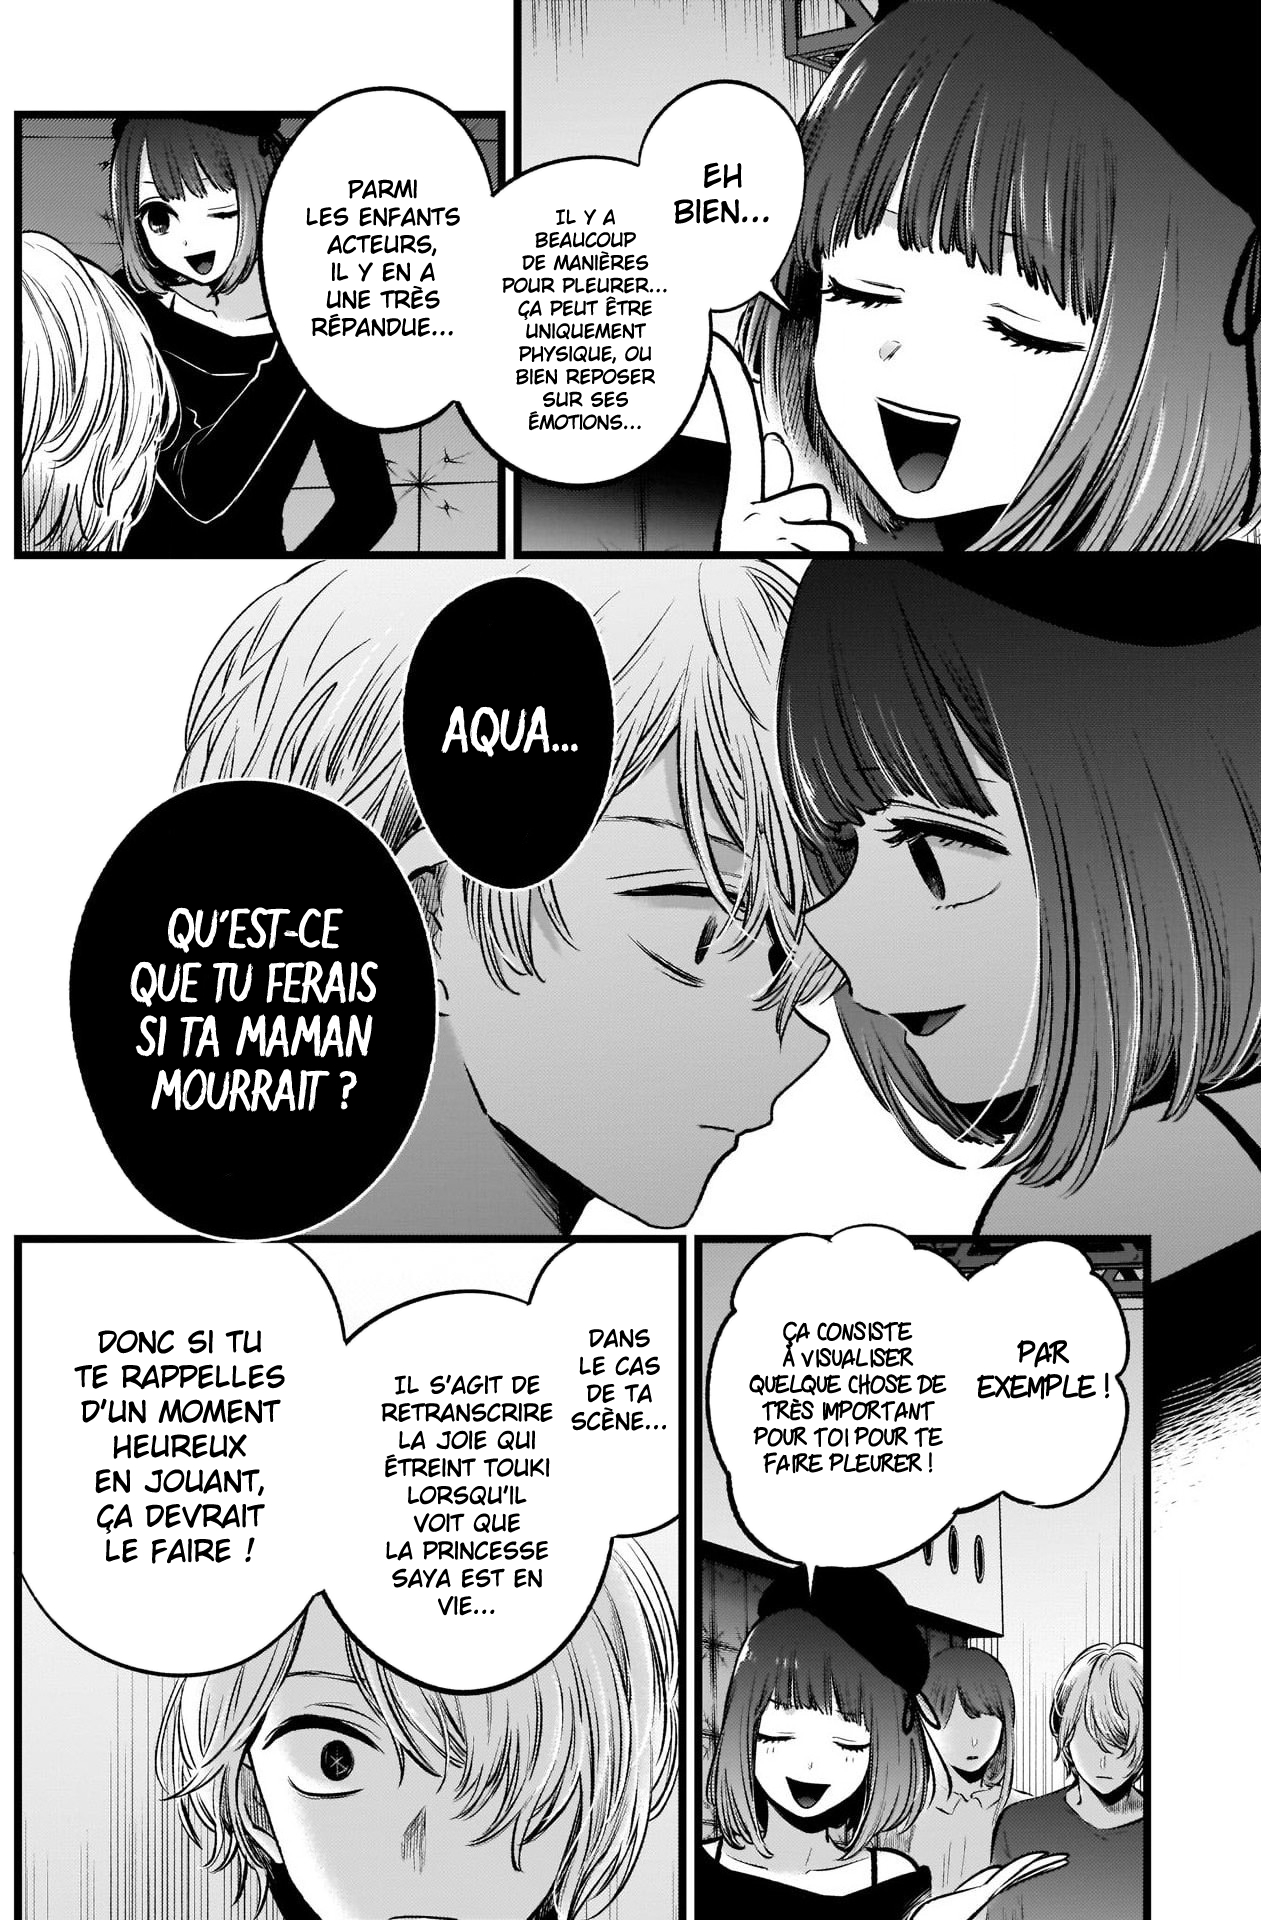 EH
BIEN...
IL Y A
BEAUCOUP
DE MANIÈRES
POUR PLEURER...
ÇA PEUT ÊTRE
UNIQUEMENT
PHYSIQUE, OU
BIEN REPOSER
SUR SES
ÉMOTIONS...
PARMI
LES ENFANTS
ACTEURS,
IL Y EN A
UNE TRÈS
RÉPANDUE...
AQUA...
QU'EST-CE
QUE TU FERAIS
SI TA MAMAN
MOURRAIT ?
PAR
EXEMPLE !
ÇA CONSISTE
À VISUALISER
QUELQUE CHOSE DE
TRÈS IMPORTANT
POUR TOI POUR TE
FAIRE PLEURER !
DANS
LE CAS
DE TA
SCÈNE...
IL S'AGIT DE
RETRANSCRIRE
LA JOIE QUI
ÉTREINT TOUKI
LORSQU'IL
VOIT QUE
LA PRINCESSE
SAYA EST EN
VIE...
DONC SI TU
TE RAPPELLES
D'UN MOMENT
HEUREUX
EN JOUANT,
ÇA DEVRAIT
LE FAIRE !